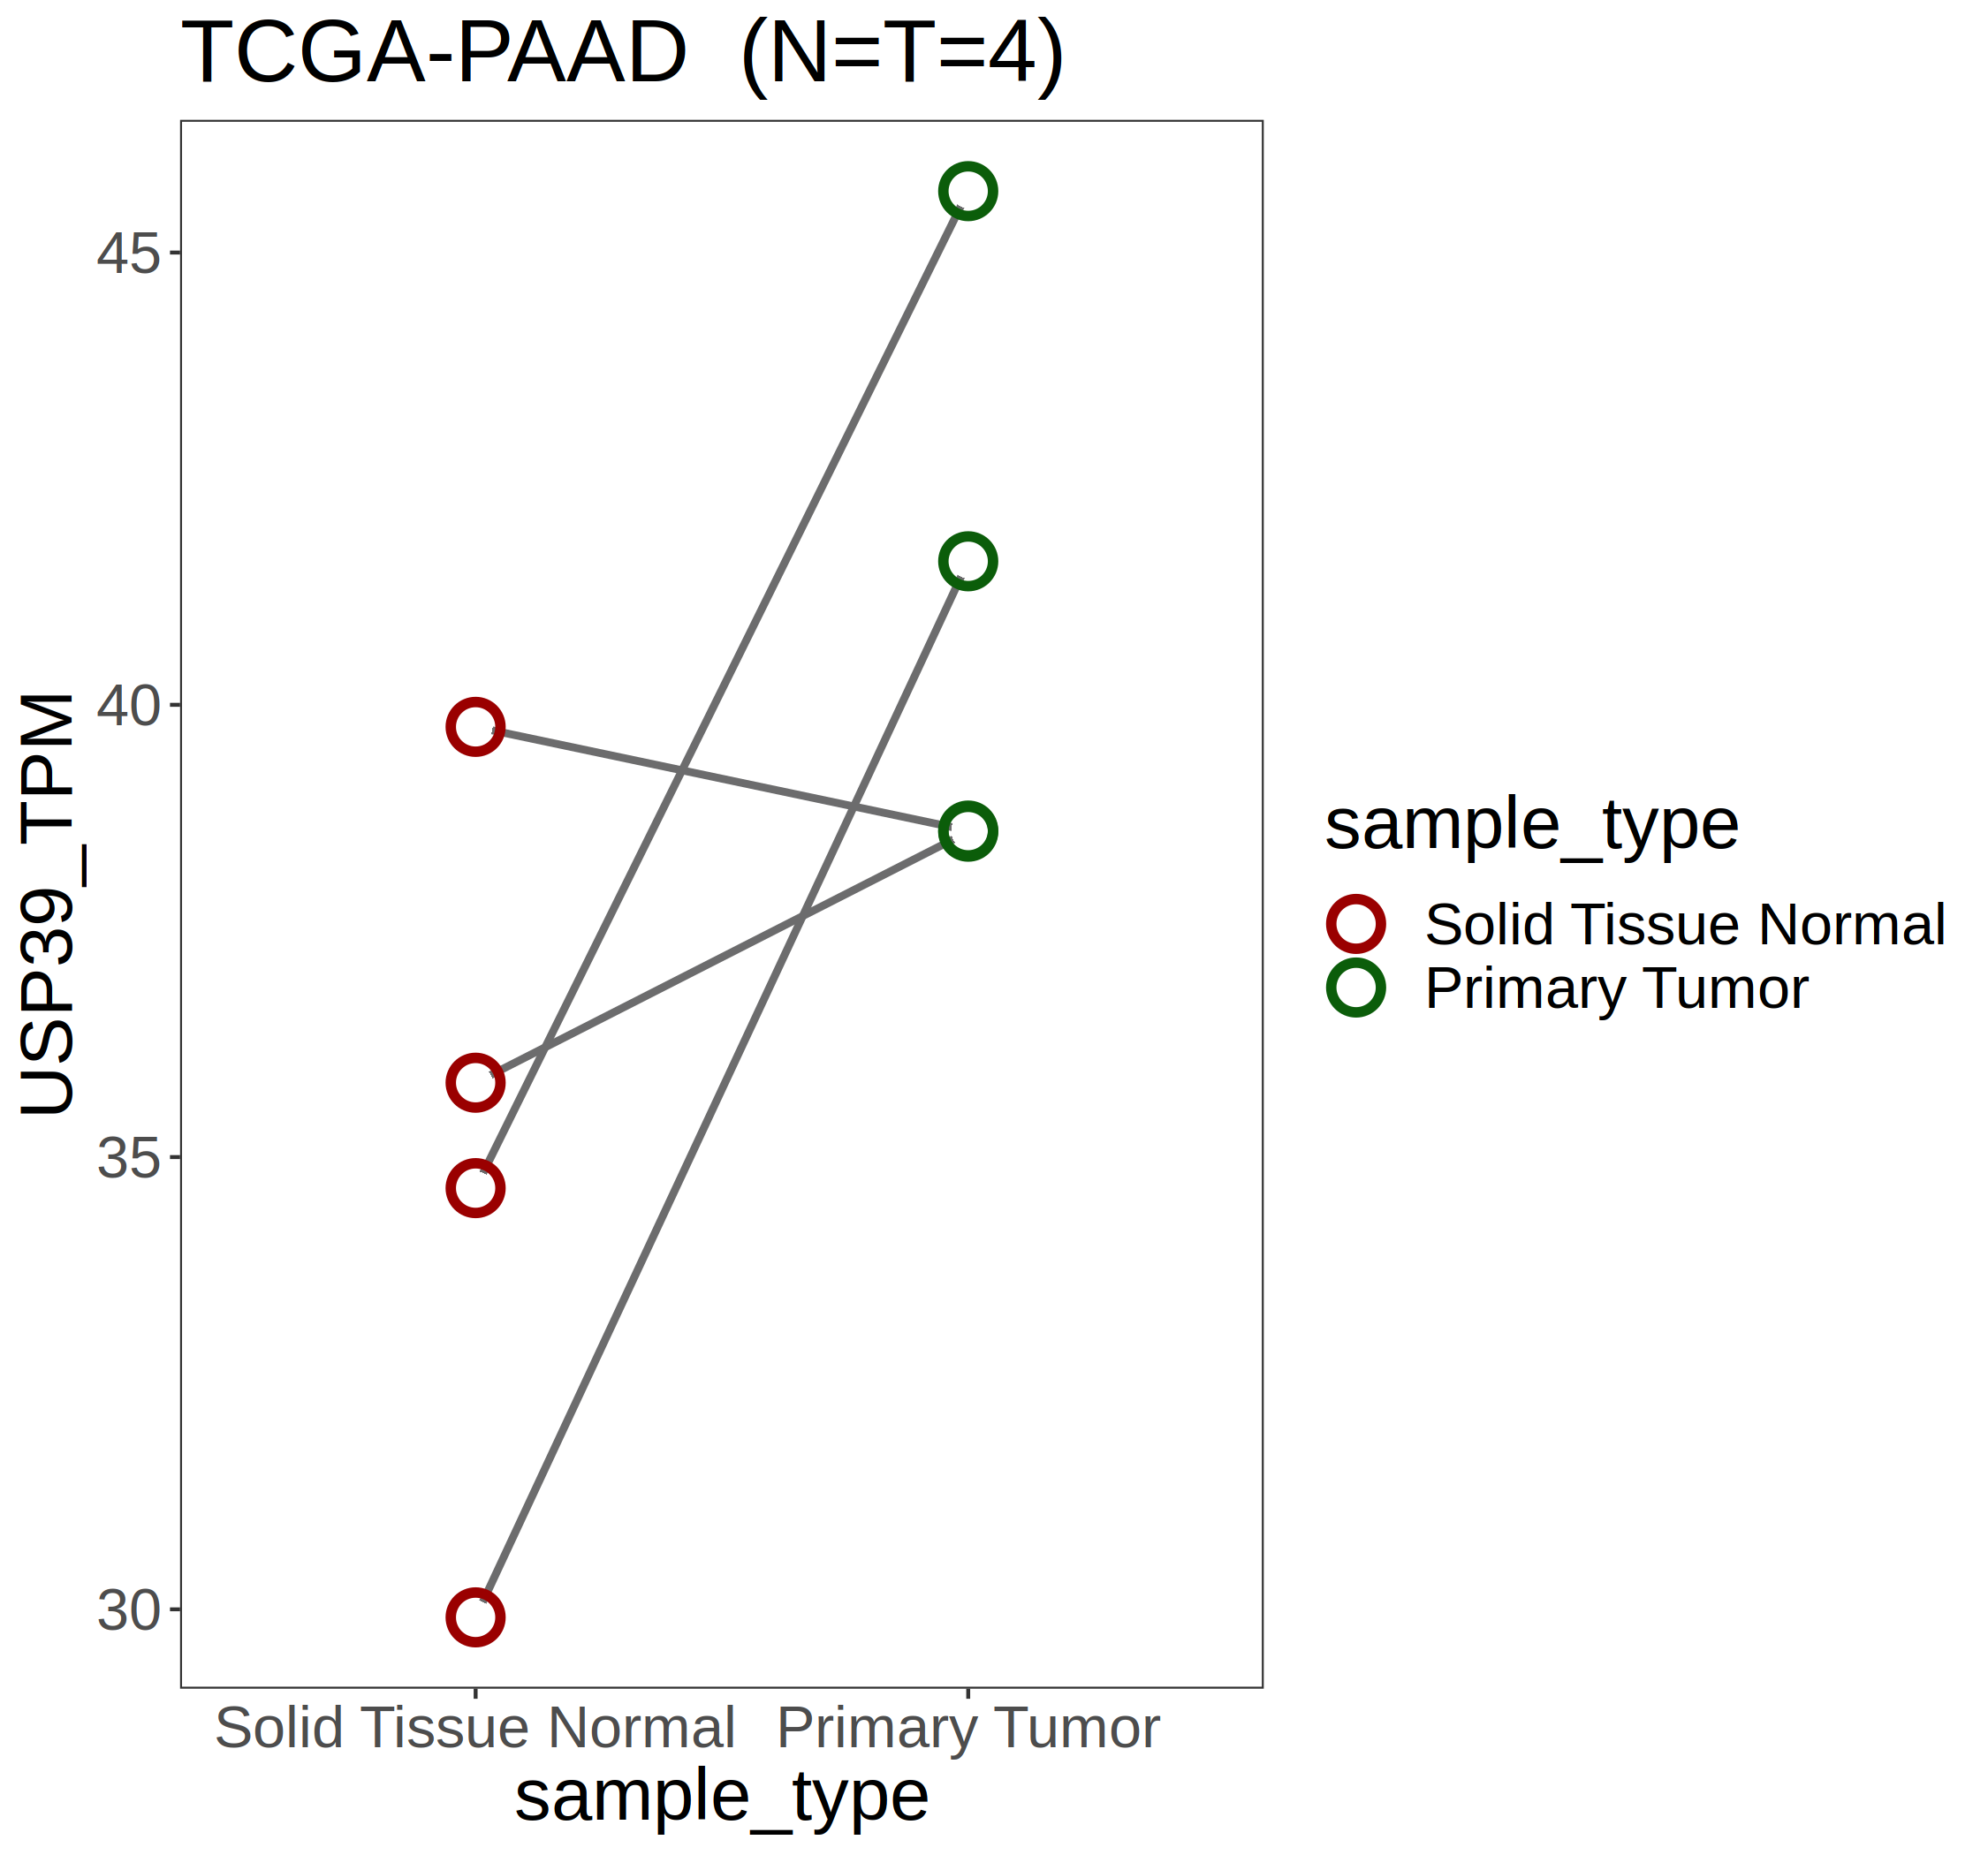 TCGA-PAAD  (N=T=4)
USP39_TPM
45
40
35
30
Solid Tissue Normal
Primary Tumor
sample_type
sample_type
Solid Tissue Normal
Primary Tumor